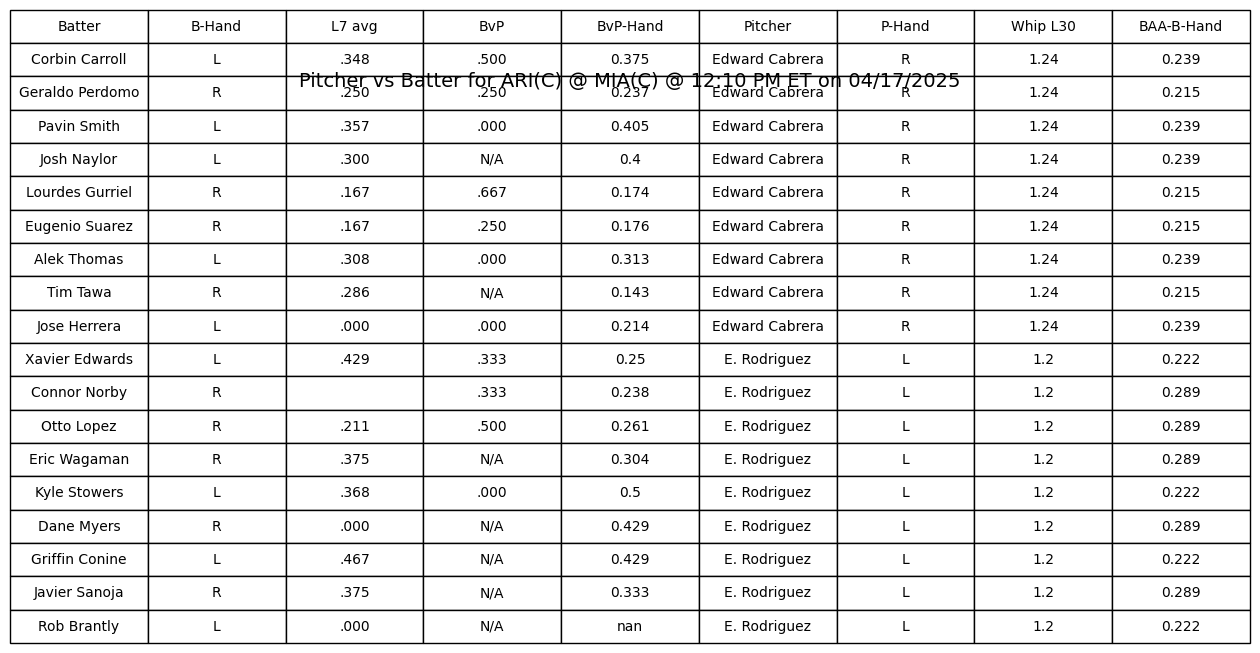 Batter B-Hand L7 avg BvP BvP-Hand Pitcher P-Hand Whip L30 BAA-B-Hand
Corbin Carroll L .348 .500 0.375 Edward Cabrera R 1.24 0.239
Pitcher vs Batter for ARI(C) @ MIA(C) @ 12:10 PM ET on 04/17/2025
Geraldo Perdomo R .250 .250 0.237 Edward Cabrera R 1.24 0.215
Pavin Smith L .357 .000 0.405 Edward Cabrera R 1.24 0.239
Josh Naylor L .300 N/A 0.4 Edward Cabrera R 1.24 0.239
Lourdes Gurriel R .167 .667 0.174 Edward Cabrera R 1.24 0.215
Eugenio Suarez R .167 .250 0.176 Edward Cabrera R 1.24 0.215
Alek Thomas L .308 .000 0.313 Edward Cabrera R 1.24 0.239
Tim Tawa R .286 N/A 0.143 Edward Cabrera R 1.24 0.215
Jose Herrera L .000 .000 0.214 Edward Cabrera R 1.24 0.239
Xavier Edwards L .429 .333 0.25 E. Rodriguez L 1.2 0.222
Connor Norby R .333 0.238 E. Rodriguez L 1.2 0.289
Otto Lopez R .211 .500 0.261 E. Rodriguez L 1.2 0.289
Eric Wagaman R .375 N/A 0.304 E. Rodriguez L 1.2 0.289
Kyle Stowers L .368 .000 0.5 E. Rodriguez L 1.2 0.222
Dane Myers R .000 N/A 0.429 E. Rodriguez L 1.2 0.289
Griffin Conine L .467 N/A 0.429 E. Rodriguez L 1.2 0.222
Javier Sanoja R .375 N/A 0.333 E. Rodriguez L 1.2 0.289
Rob Brantly L .000 N/A nan E. Rodriguez L 1.2 0.222